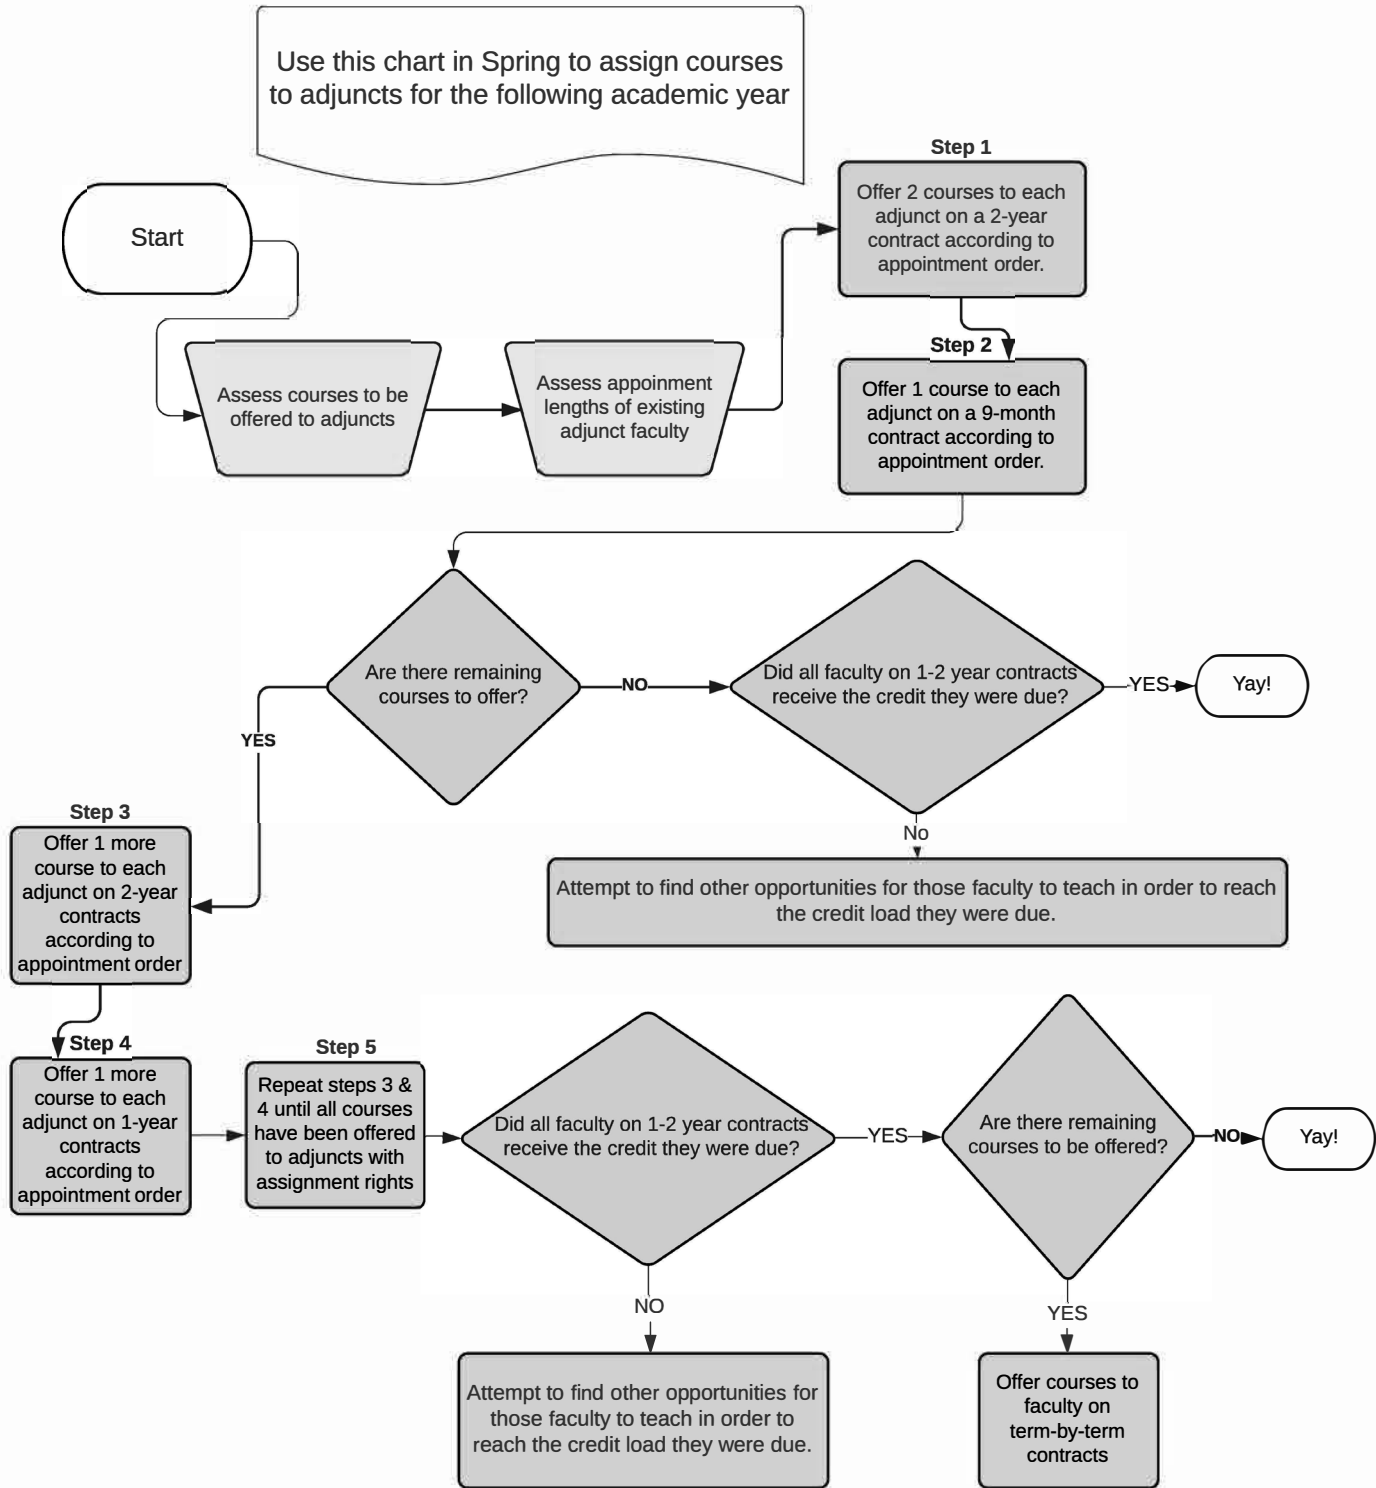 Use this chart in Spring to assign courses
to adjuncts for the following academic year
Start
Assess courses to be
offered to adjuncts
Assess appoinment
lengths of existing
adjunct faculty
Step 1
Offer 2 courses to each
adjunct on a 2-year
contract according to
appointment order.
Step 2
Offer 1 course to each
adjunct on a 9-month
contract according to
appointment order.
Are there remaining
courses to offer?
NO
Did all faculty on 1-2 year contracts
receive the credit they were due?
YES
Yay!
No
Attempt to find other opportunities for those faculty to teach in order to reach
the credit load they were due.
YES
Step 3
Offer 1 more
course to each
adjunct on 2-year
contracts
according to
appointment order
Step 4
Offer 1 more
course to each
adjunct on 1-year
contracts
according to
appointment order
Step 5
Repeat steps 3 &
4 until all courses
have been offered
to adjuncts with
assignment rights
Did all faculty on 1-2 year contracts
receive the credit they were due?
YES
Are there remaining
courses to be offered?
NO
Yay!
NO
Attempt to find other opportunities for
those faculty to teach in order to
reach the credit load they were due.
YES
Offer courses to
faculty on
term-by-term
contracts